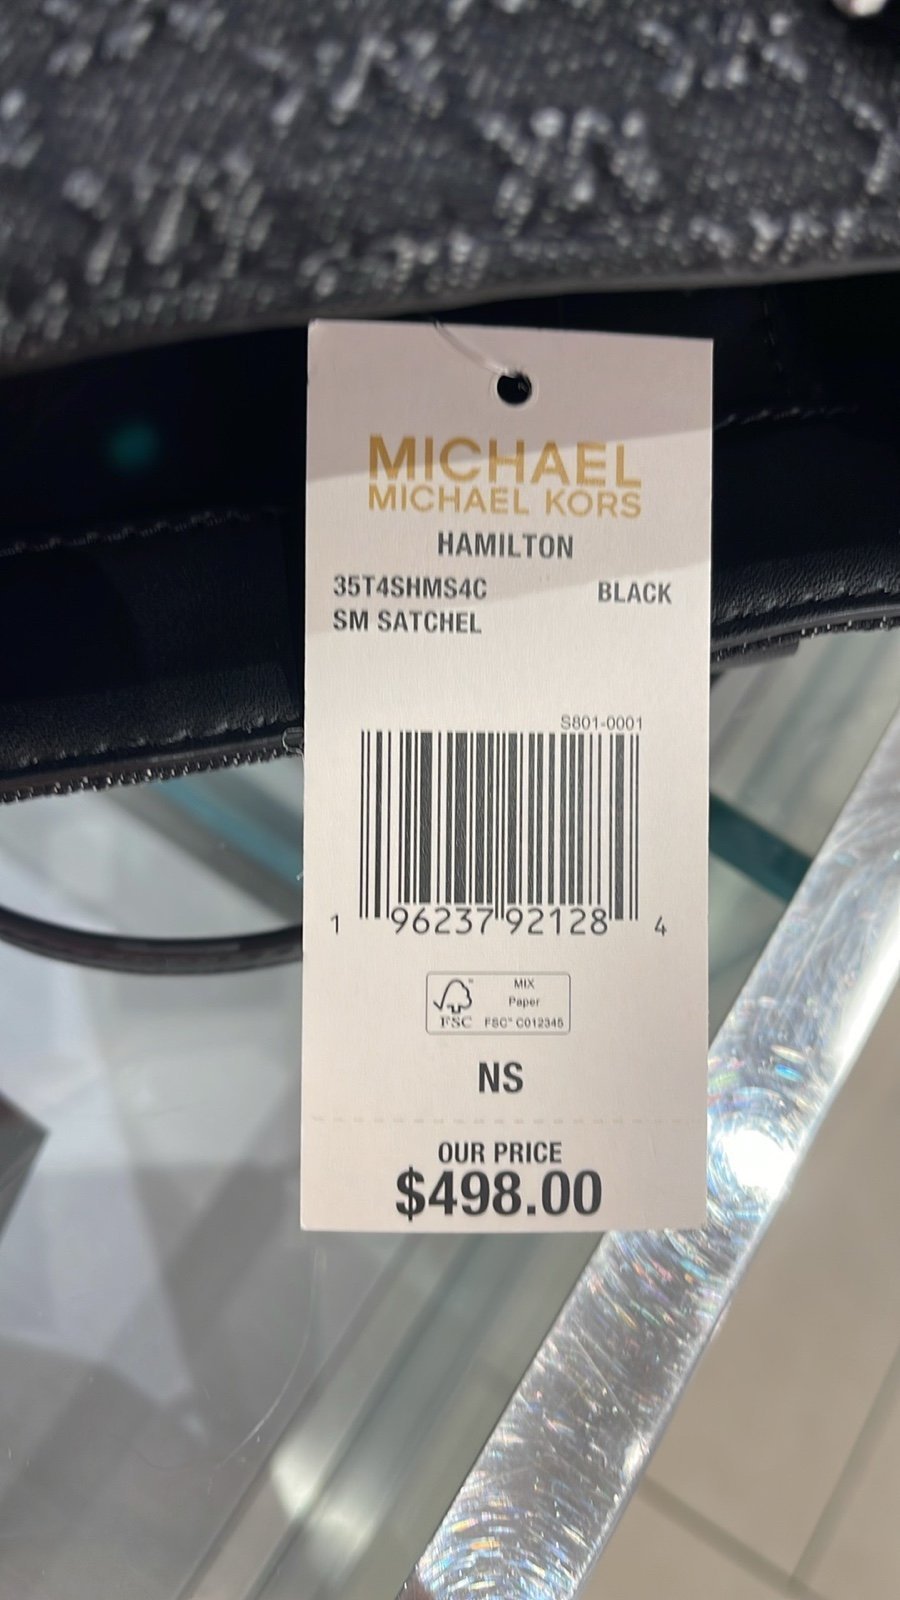 MICHAEL
MICHAEL KORS
HAMILTON
35T4SHMS4C BLACK
SM SATCHEL
S801-0001
1 96237 92128 4
MIX
Paper
FSC FSC™ C012345
NS
OUR PRICE
$498.00